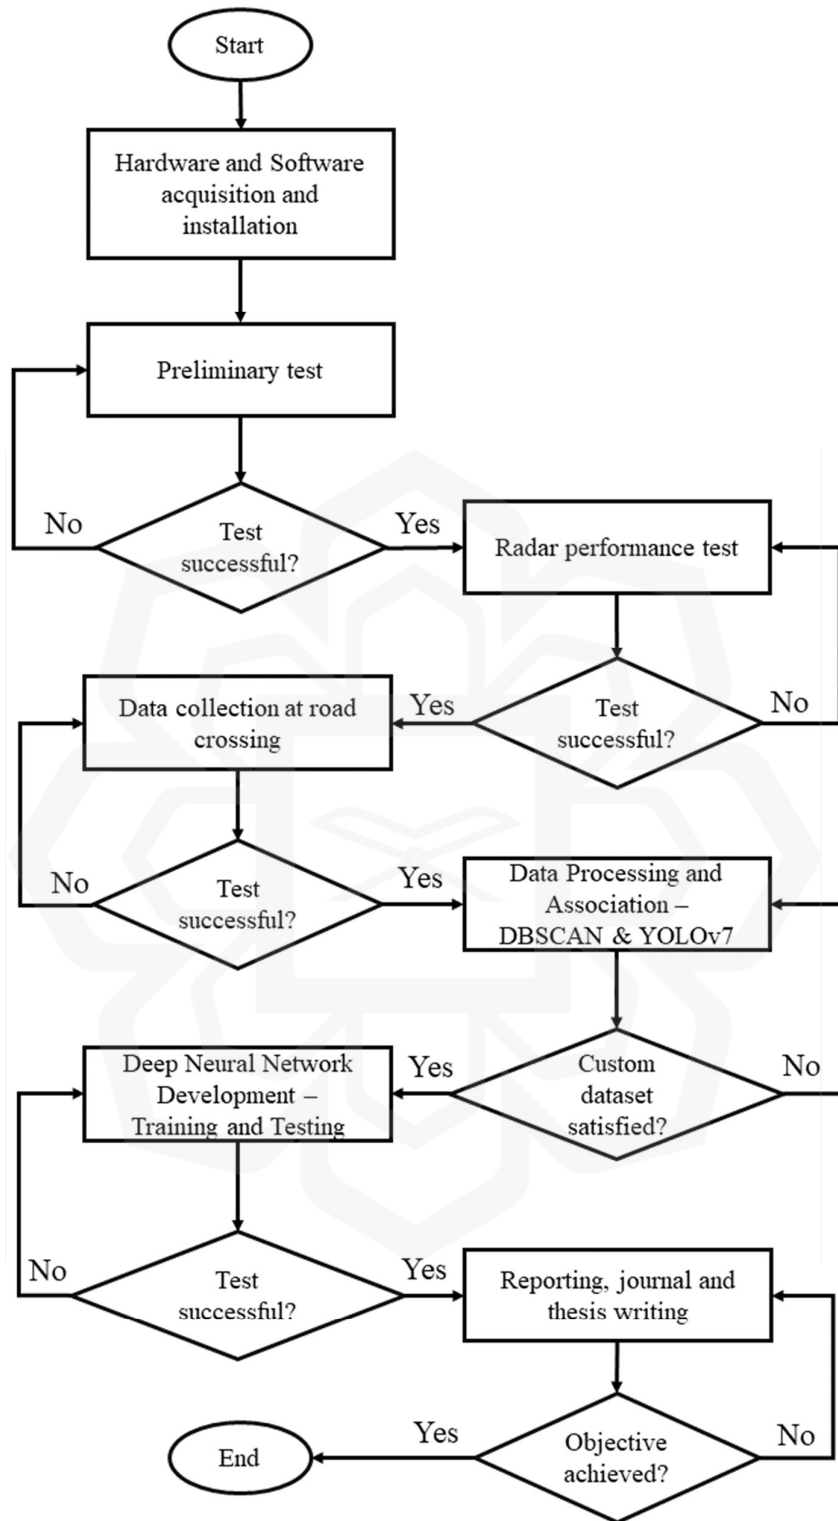 Start
Hardware and Software
acquisition and
installation
Preliminary test
No
Test
successful?
Yes
Radar performance test
Data collection at road
crossing
Yes
Test
successful?
No
No
Test
successful?
Yes
Data Processing and
Association –
DBSCAN & YOLOv7
Deep Neural Network
Development –
Training and Testing
Yes
Custom
dataset
satisfied?
No
No
Test
successful?
Yes
Reporting, journal and
thesis writing
End
Yes
Objective
achieved?
No